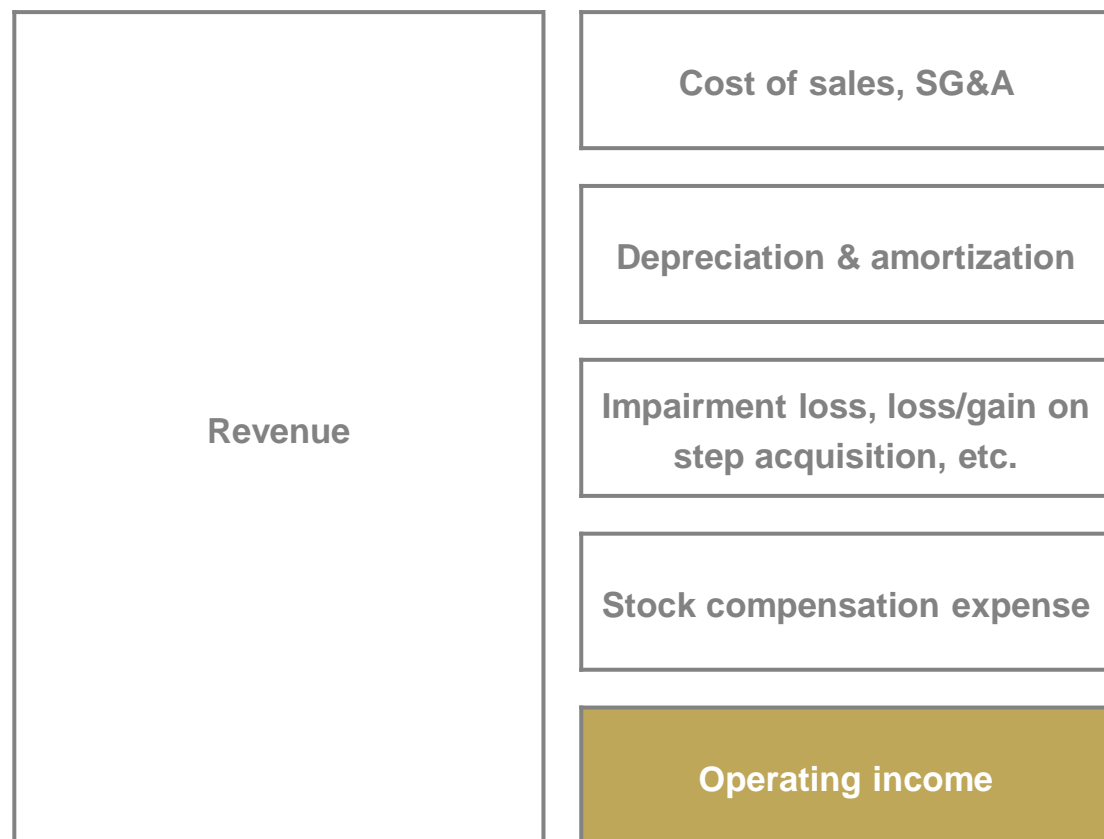 Revenue
Cost of sales, SG&A
Depreciation & amortization
Impairment loss, loss/gain on
step acquisition, etc.
Stock compensation expense
Operating income